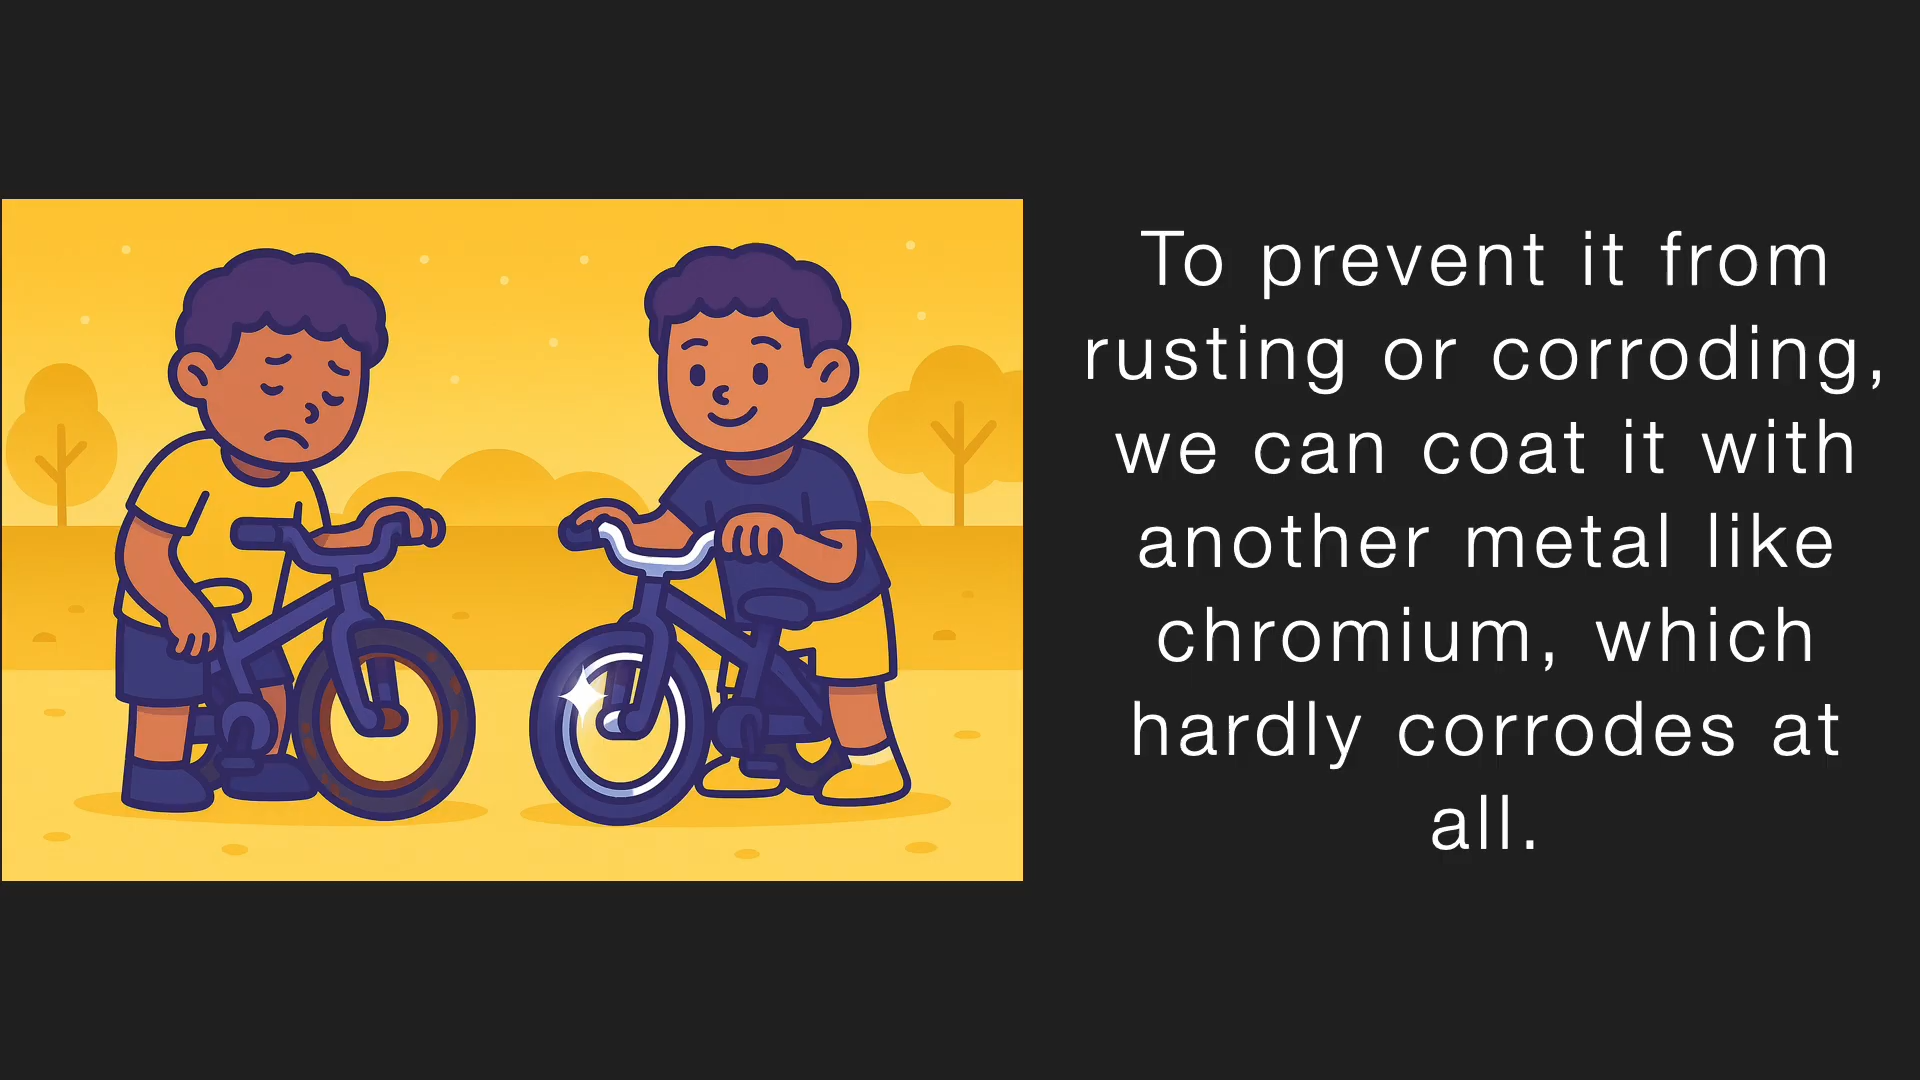 To prevent it from
rusting or corroding,
we can coat it with
another metal like
chromium, which
hardly corrodes at
all.